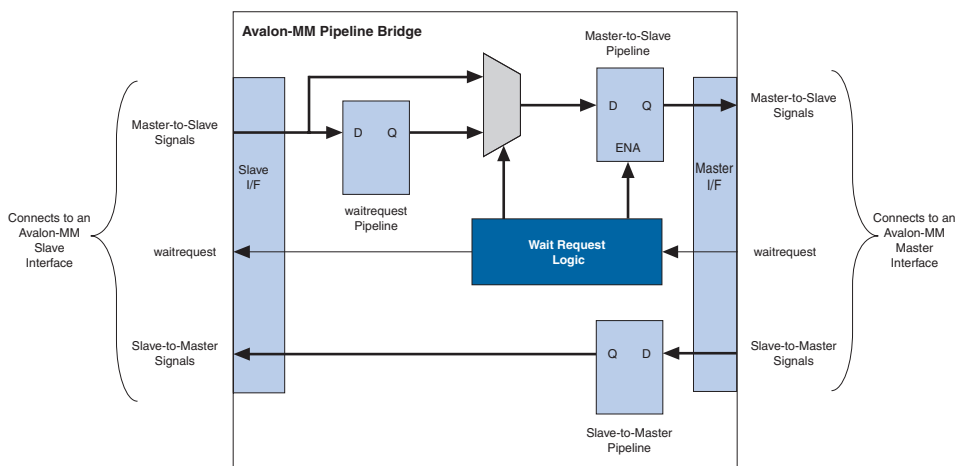 Avalon-MM Pipeline Bridge
Master-to-Slave
Pipeline
Master-to-Slave
Signals
D Q
D Q
ENA
Master-to-Slave
Signals
Slave
I/F
Master
I/F
waitrequest
Pipeline
Connects to an
Avalon-MM
Slave
Interface
Connects to an
Avalon-MM
Master
Interface
waitrequest
Wait Request
Logic
waitrequest
Slave-to-Master
Signals
Q D
Slave-to-Master
Signals
Slave-to-Master
Pipeline